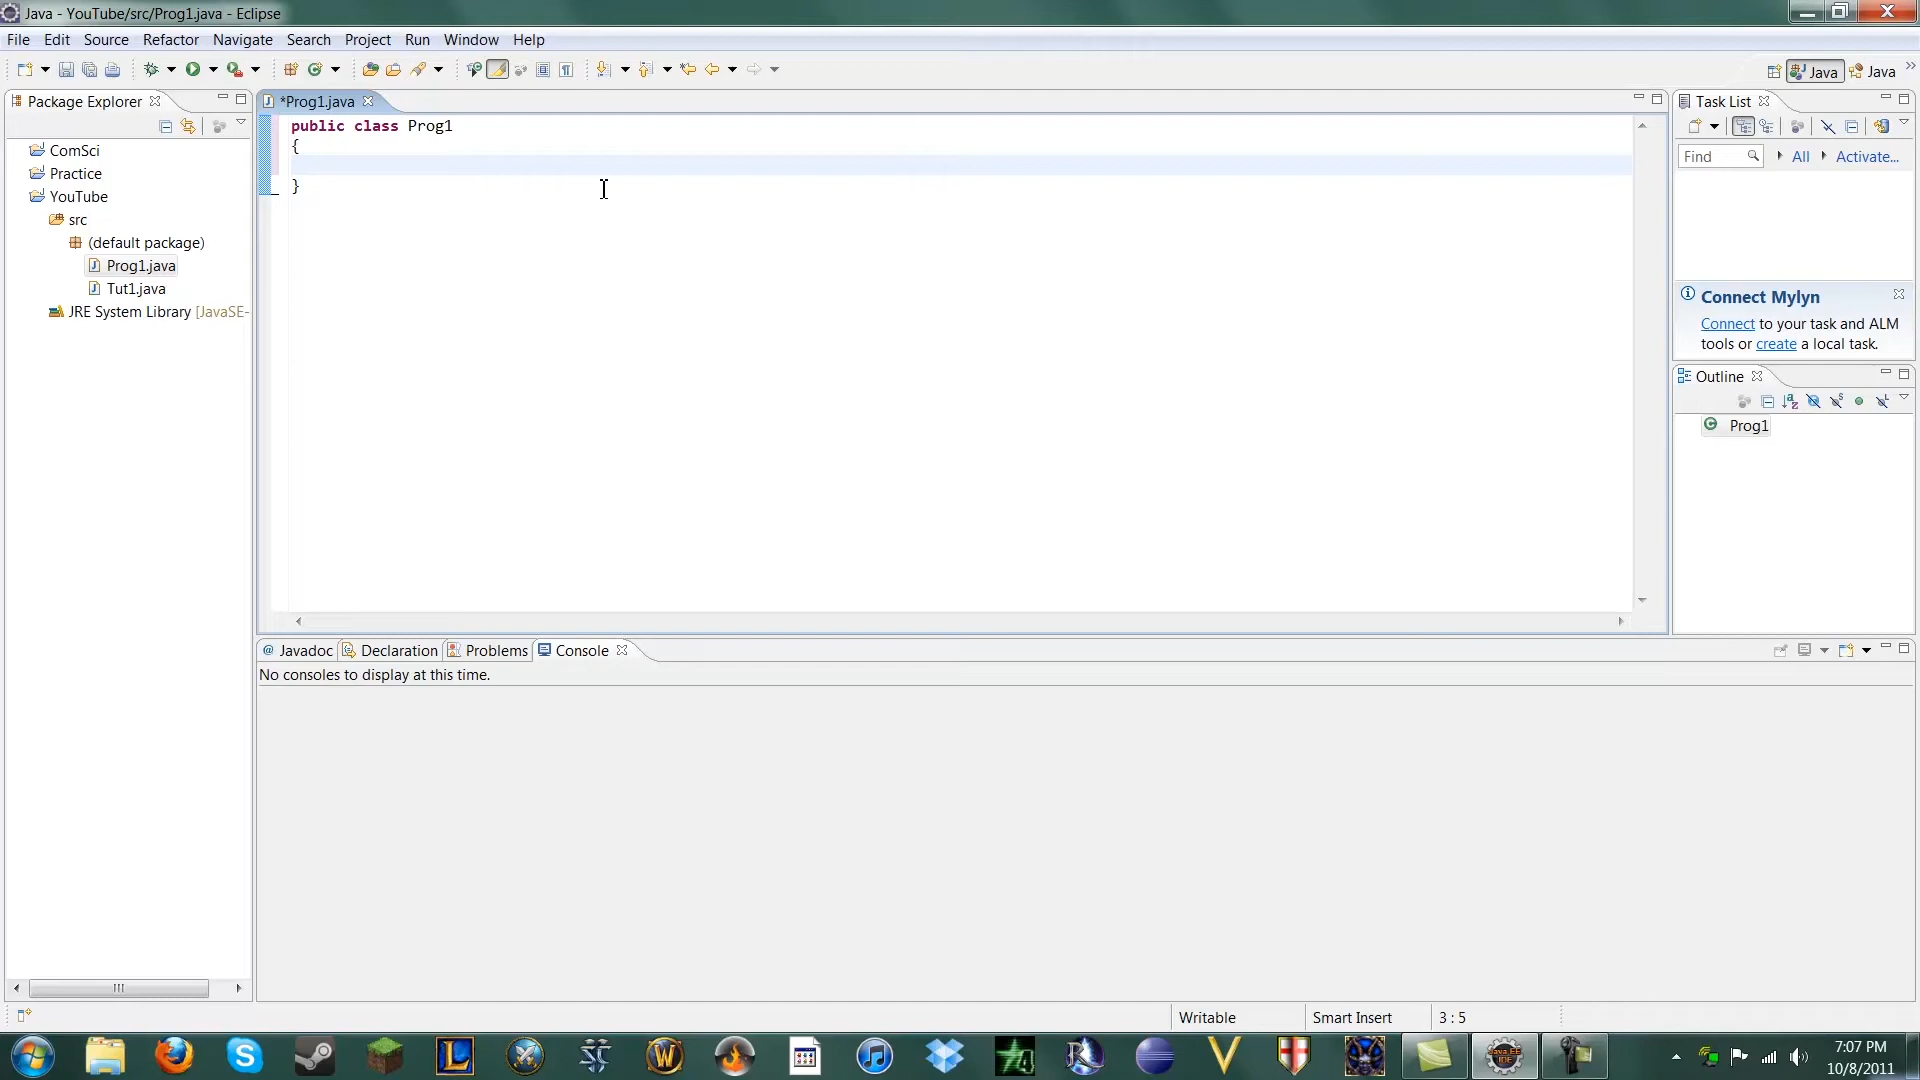 Java - YouTube/src/Prog1.java - Eclipse
File Edit Source Refactor Navigate Search Project Run Window Help
Java Java
Package Explorer
ComSci
Practice
YouTube
src
(default package)
Prog1.java
Tut1.java
JRE System Library [JavaSE-
*Prog1.java
public class Prog1
{
}
Task List
Find All Activate...
Connect Mylyn
Connect to your task and ALM
tools or create a local task.
Outline
Prog1
@ Javadoc Declaration Problems Console
No consoles to display at this time.
Writable Smart Insert 3 : 5
7:07 PM
10/8/2011